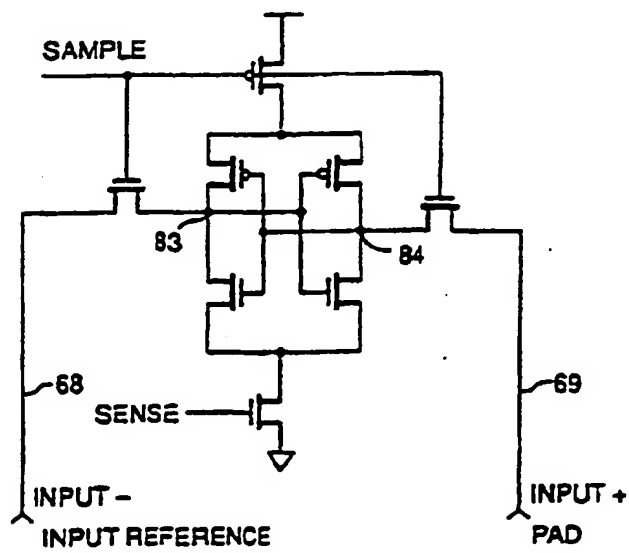 SAMPLE
83
84
68
69
SENSE
INPUT –
INPUT REFERENCE
INPUT +
PAD